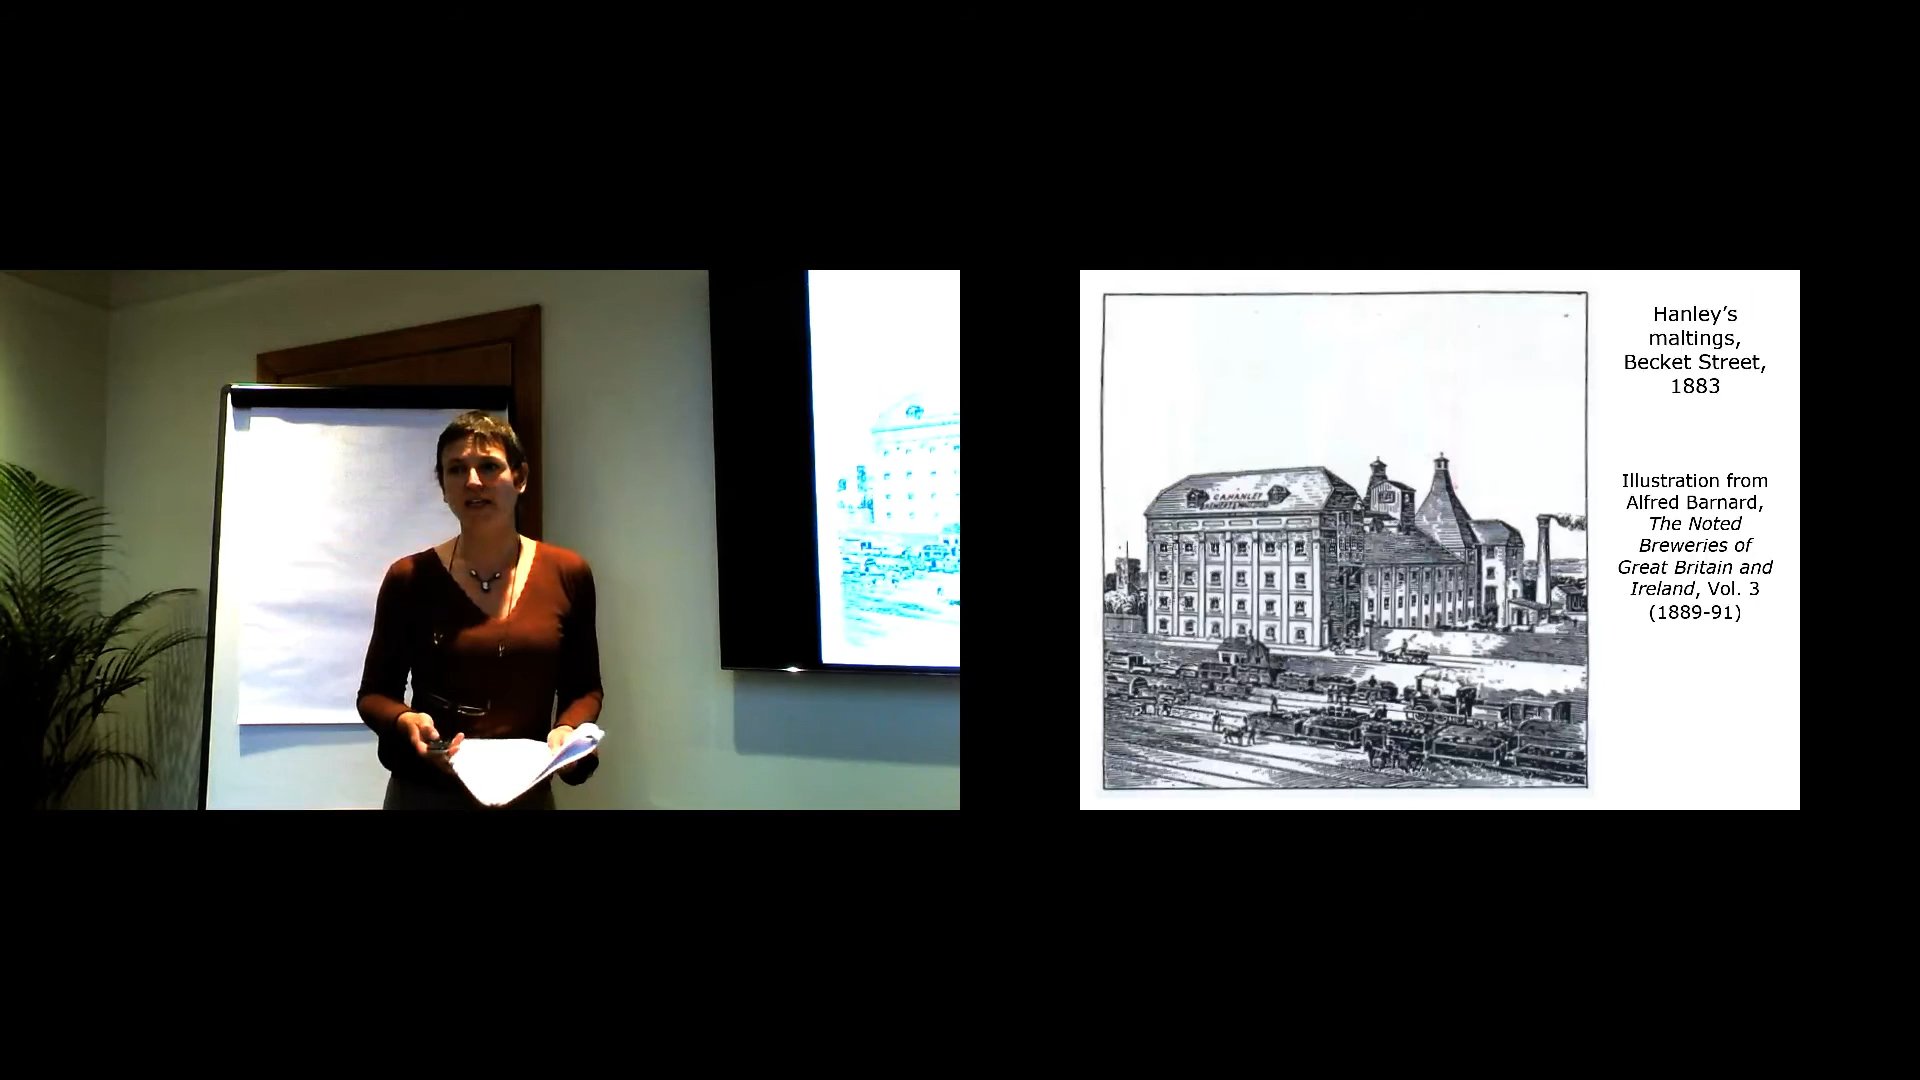 Hanley’s
maltings,
Becket Street,
1883
Illustration from
Alfred Barnard,
The Noted
Breweries of
Great Britain and
Ireland, Vol. 3
(1889-91)
C.A.HANLEY